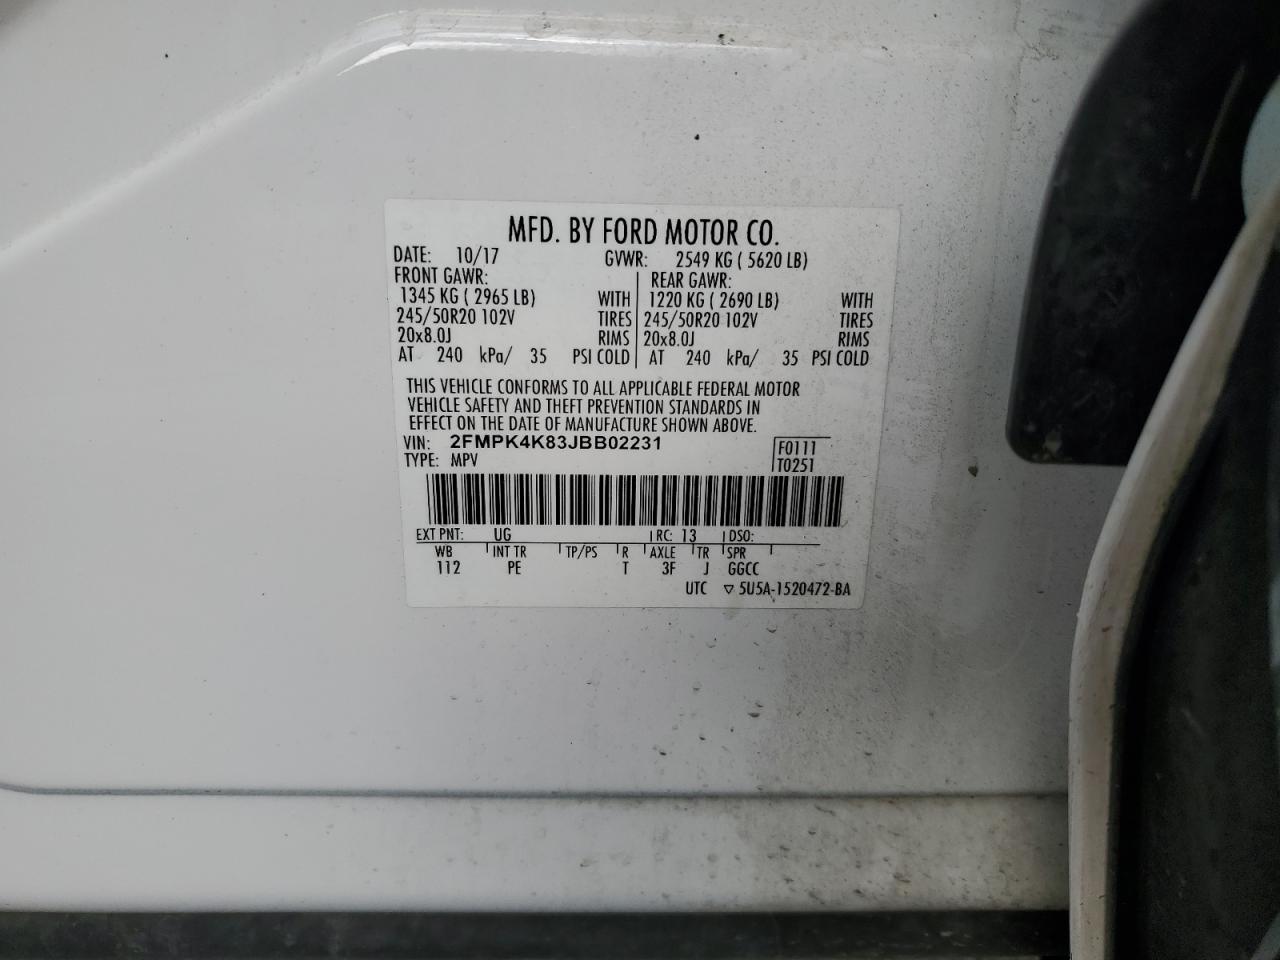 MFD. BY FORD MOTOR CO.
DATE: 10/17 GVWR: 2549 KG ( 5620 LB)
FRONT GAWR: REAR GAWR:
1345 KG ( 2965 LB) WITH 1220 KG ( 2690 LB) WITH
245/50R20 102V TIRES 245/50R20 102V TIRES
20x8.0J RIMS 20x8.0J RIMS
AT 240 kPa/ 35 PSI COLD AT 240 kPa/ 35 PSI COLD
THIS VEHICLE CONFORMS TO ALL APPLICABLE FEDERAL MOTOR
VEHICLE SAFETY AND THEFT PREVENTION STANDARDS IN
EFFECT ON THE DATE OF MANUFACTURE SHOWN ABOVE.
VIN: 2FMPK4K83JBB02231 F0111
TYPE: MPV T0251
EXT PNT: UG RC: 13 DSO:
WB INT TR TP/PS R AXLE TR SPR
112 PE T 3F J GGCC
UTC ▽ 5U5A-1520472-BA